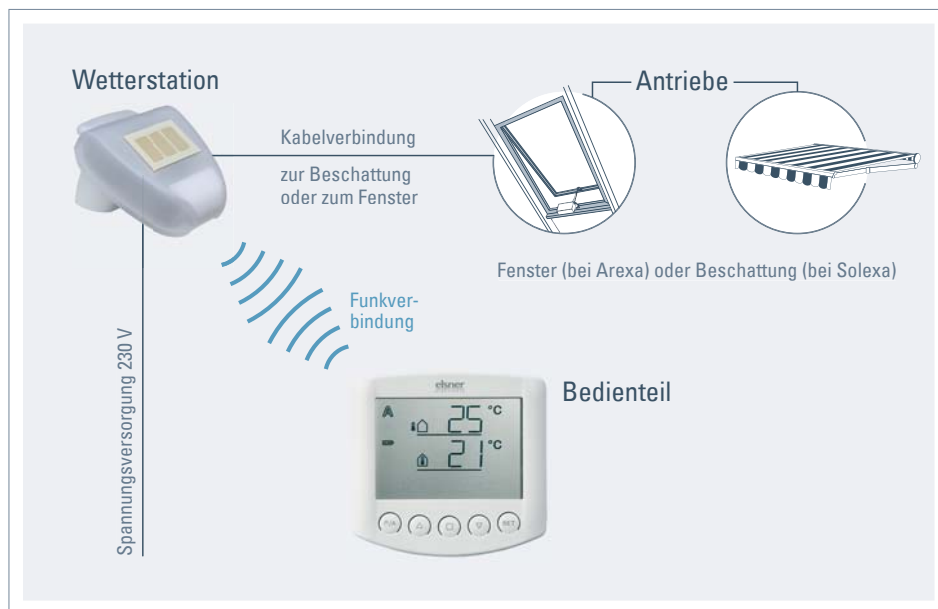 Wetterstation
Antriebe
Kabelverbindung
zur Beschattung
oder zum Fenster
Fenster (bei Arexa) oder Beschattung (bei Solexa)
Funkver-
bindung
Spannungsversorgung 230 V
Bedienteil
elsner
A
25 °C
21 °C
SET